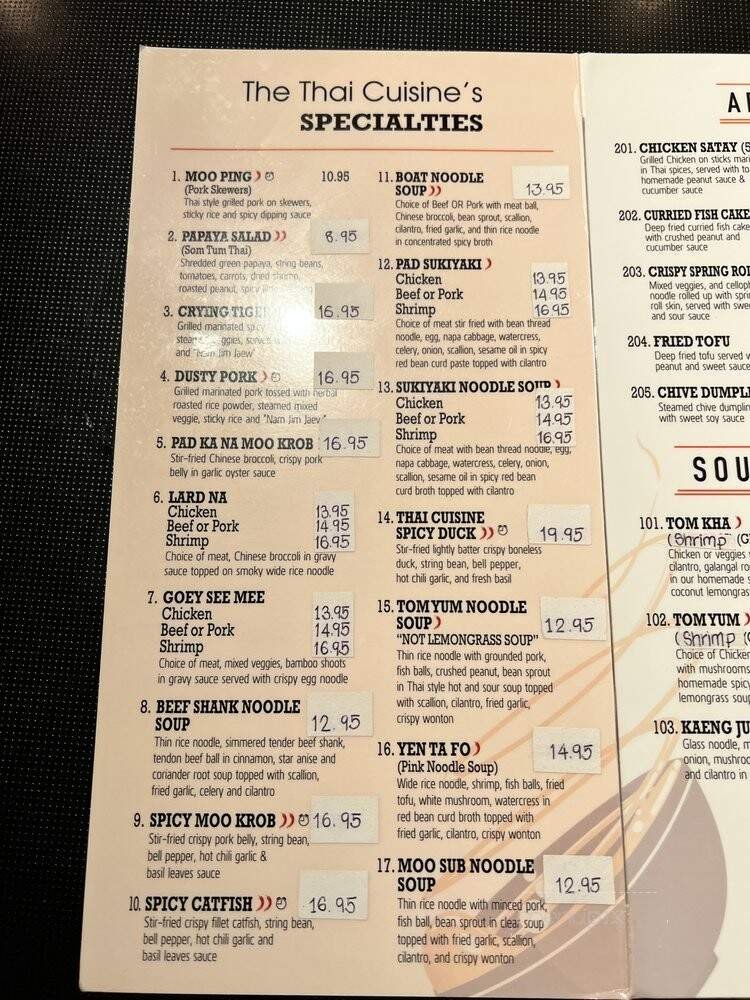 The Thai Cuisine's
SPECIALTIES
1. MOO PING 10.95
(Pork Skewers)
Thai style grilled pork on skewers,
sticky rice and spicy dipping sauce
2. PAPAYA SALAD 8.95
(Som Tum Thai)
Shredded green papaya, string beans,
tomatoes, carrots, dried shrimp,
roasted peanut, spicy
3. CRYING TIGER 16.95
Grilled marinated spicy
and "Nam Jim Jaew"
4. DUSTY PORK 16.95
Grilled marinated pork tossed with herbal
roasted rice powder, steamed mixed
veggie, sticky rice and "Nam Jim Jaew"
5. PAD KA NA MOO KROB 16.95
Stir-fried Chinese broccoli, crispy pork
belly in garlic oyster sauce
6. LARD NA
Chicken 13.95
Beef or Pork 14.95
Shrimp 16.95
Choice of meat, Chinese broccoli in gravy
sauce topped on smoky wide rice noodle
7. GOEY SEE MEE
Chicken 13.95
Beef or Pork 14.95
Shrimp 16.95
Choice of meat, mixed veggies, bamboo shoots
in gravy sauce served with crispy egg noodle
8. BEEF SHANK NOODLE
SOUP 12.95
Thin rice noodle, simmered tender beef shank,
tendon beef ball in cinnamon, star anise and
coriander root soup topped with scallion,
fried garlic, celery and cilantro
9. SPICY MOO KROB 16.95
Stir-fried crispy pork belly, string bean,
bell pepper, hot chili garlic &
basil leaves sauce
10. SPICY CATFISH 16.95
Stir-fried crispy fillet catfish, string bean,
bell pepper, hot chili garlic and
basil leaves sauce
11. BOAT NOODLE
SOUP 13.95
Choice of Beef OR Pork with meat ball,
Chinese broccoli, bean sprout, scallion,
cilantro, fried garlic, and thin rice noodle
in concentrated spicy broth
12. PAD SUKIYAKI
Chicken 13.95
Beef or Pork 14.95
Shrimp 16.95
Choice of meat stir fried with bean thread
noodle, egg, napa cabbage, watercress,
celery, onion, scallion, sesame oil in spicy
red bean curd paste topped with cilantro
13. SUKIYAKI NOODLE SOUP
Chicken 13.95
Beef or Pork 14.95
Shrimp 16.95
Choice of meat with bean thread noodle, egg,
napa cabbage, watercress, celery, onion,
scallion, sesame oil in spicy red bean
curd broth topped with cilantro
14. THAI CUISINE
SPICY DUCK 19.95
Stir-fried lightly batter crispy boneless
duck, string bean, bell pepper,
hot chili garlic, and fresh basil
15. TOM YUM NOODLE
SOUP 12.95
"NOT LEMONGRASS SOUP"
Thin rice noodle with grounded pork,
fish balls, crushed peanut, bean sprout
in Thai style hot and sour soup topped
with scallion, cilantro, fried garlic,
crispy wonton
16. YEN TA FO 14.95
(Pink Noodle Soup)
Wide rice noodle, shrimp, fish balls, fried
tofu, white mushroom, watercress in
red bean curd broth topped with
fried garlic, cilantro, crispy wonton
17. MOO SUB NOODLE
SOUP 12.95
Thin rice noodle with minced pork,
fish ball, bean sprout in clear soup
topped with fried garlic, scallion,
cilantro, and crispy wonton
201. CHICKEN SATAY (5
Grilled Chicken on sticks
in Thai spices, served with
homemade peanut sauce &
cucumber sauce
202. CURRIED FISH CAKE
Deep fried curried fish cake
with crushed peanut and
cucumber sauce
203. CRISPY SPRING
Mixed veggies, and
noodle rolled up with
roll skin, served with
and sour sauce
204. FRIED TOFU
Deep fried tofu served
peanut and sweet sauce
205. CHIVE
Steamed chive
with sweet soy sauce
SOU
101. TOM KHA
(Shrimp
Chicken or veggies
cilantro, galangal
in our homemade
coconut
102. TOM YUM
(Shrimp
Choice of Chicken
with mushrooms
homemade
lemongrass
103. KAENG
Glass noodle,
onion,
and cilantro in